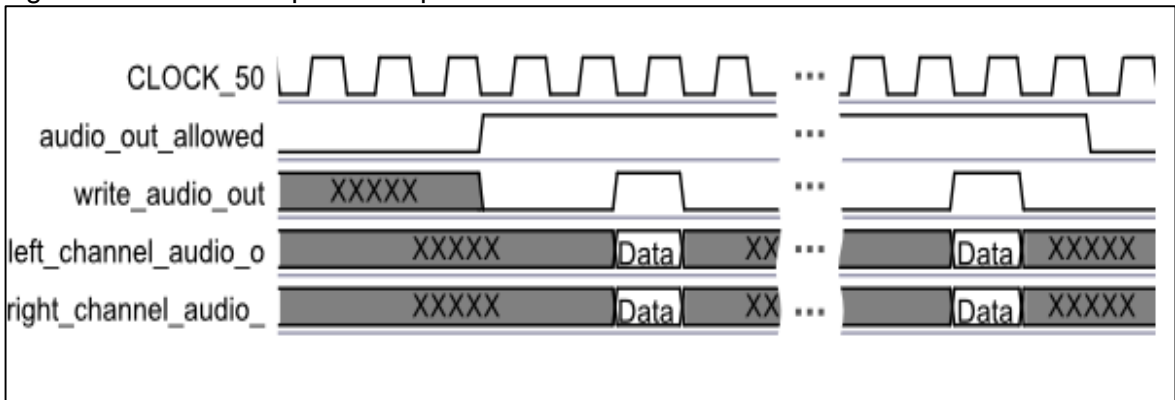 CLOCK_50 ...
audio_out_allowed ...
write_audio_out XXXXX ...
left_channel_audio_o XXXXX Data XX ... Data XXXXX
right_channel_audio_ XXXXX Data XX ... Data XXXXX